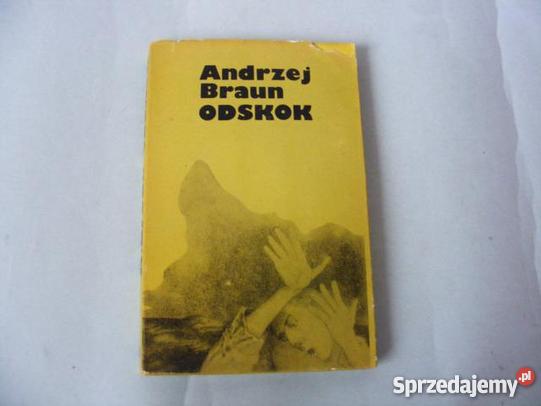 Andrzej
Braun
ODSKOK
Sprzedajemy.pl